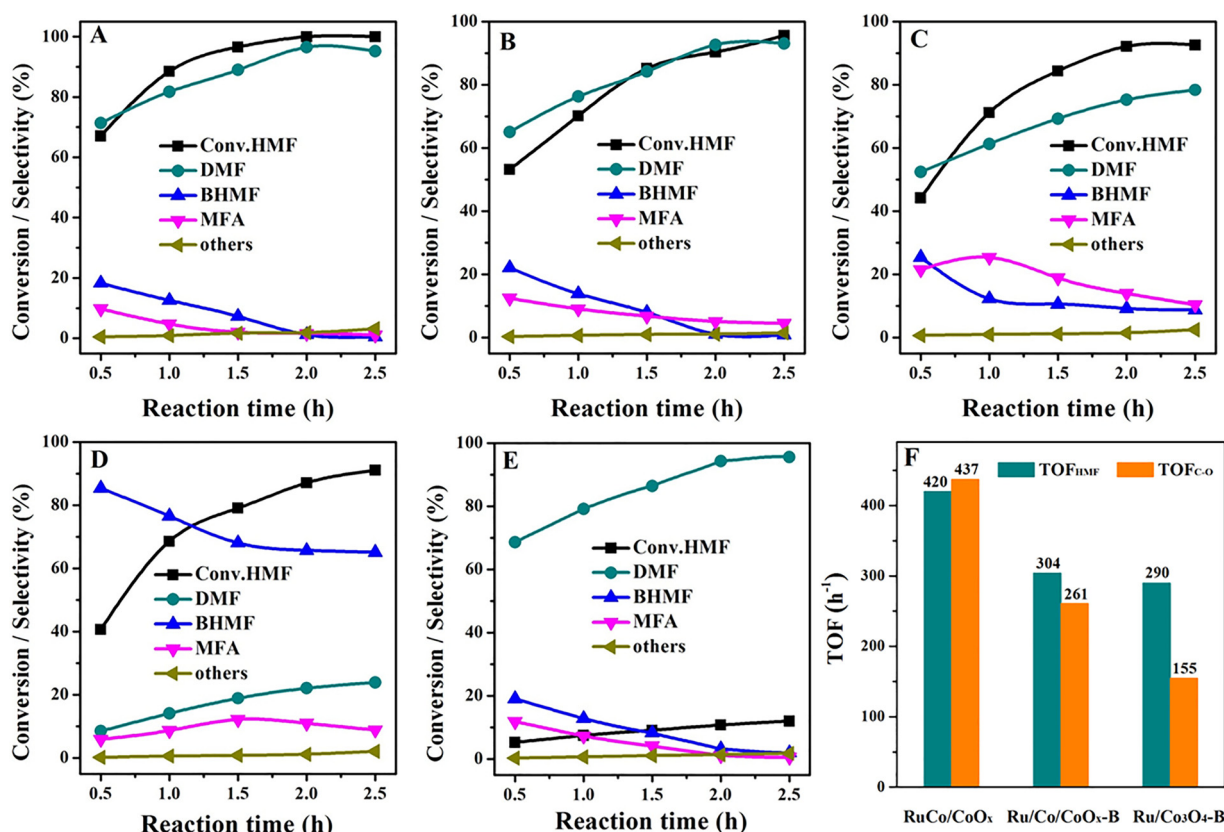 A
Conversion / Selectivity (%)
100
80
60
40
20
0
Conv.HMF
DMF
BHMF
MFA
others
0.5 1.0 1.5 2.0 2.5
Reaction time (h)
B
Conversion / Selectivity (%)
100
80
60
40
20
0
Conv.HMF
DMF
BHMF
MFA
others
0.5 1.0 1.5 2.0 2.5
Reaction time (h)
C
Conversion / Selectivity (%)
100
80
60
40
20
0
Conv.HMF
DMF
BHMF
MFA
others
0.5 1.0 1.5 2.0 2.5
Reaction time (h)
D
Conversion / Selectivity (%)
100
80
60
40
20
0
Conv.HMF
DMF
BHMF
MFA
others
0.5 1.0 1.5 2.0 2.5
Reaction time (h)
E
Conversion / Selectivity (%)
100
80
60
40
20
0
Conv.HMF
DMF
BHMF
MFA
others
0.5 1.0 1.5 2.0 2.5
Reaction time (h)
F
TOF (h⁻¹)
TOF_HMF TOF_C-O
420 437
304 261
290 155
400
300
450
300
150
0
RuCo/CoOₓ Ru/Co/CoOₓ-B Ru/Co₃O₄-B